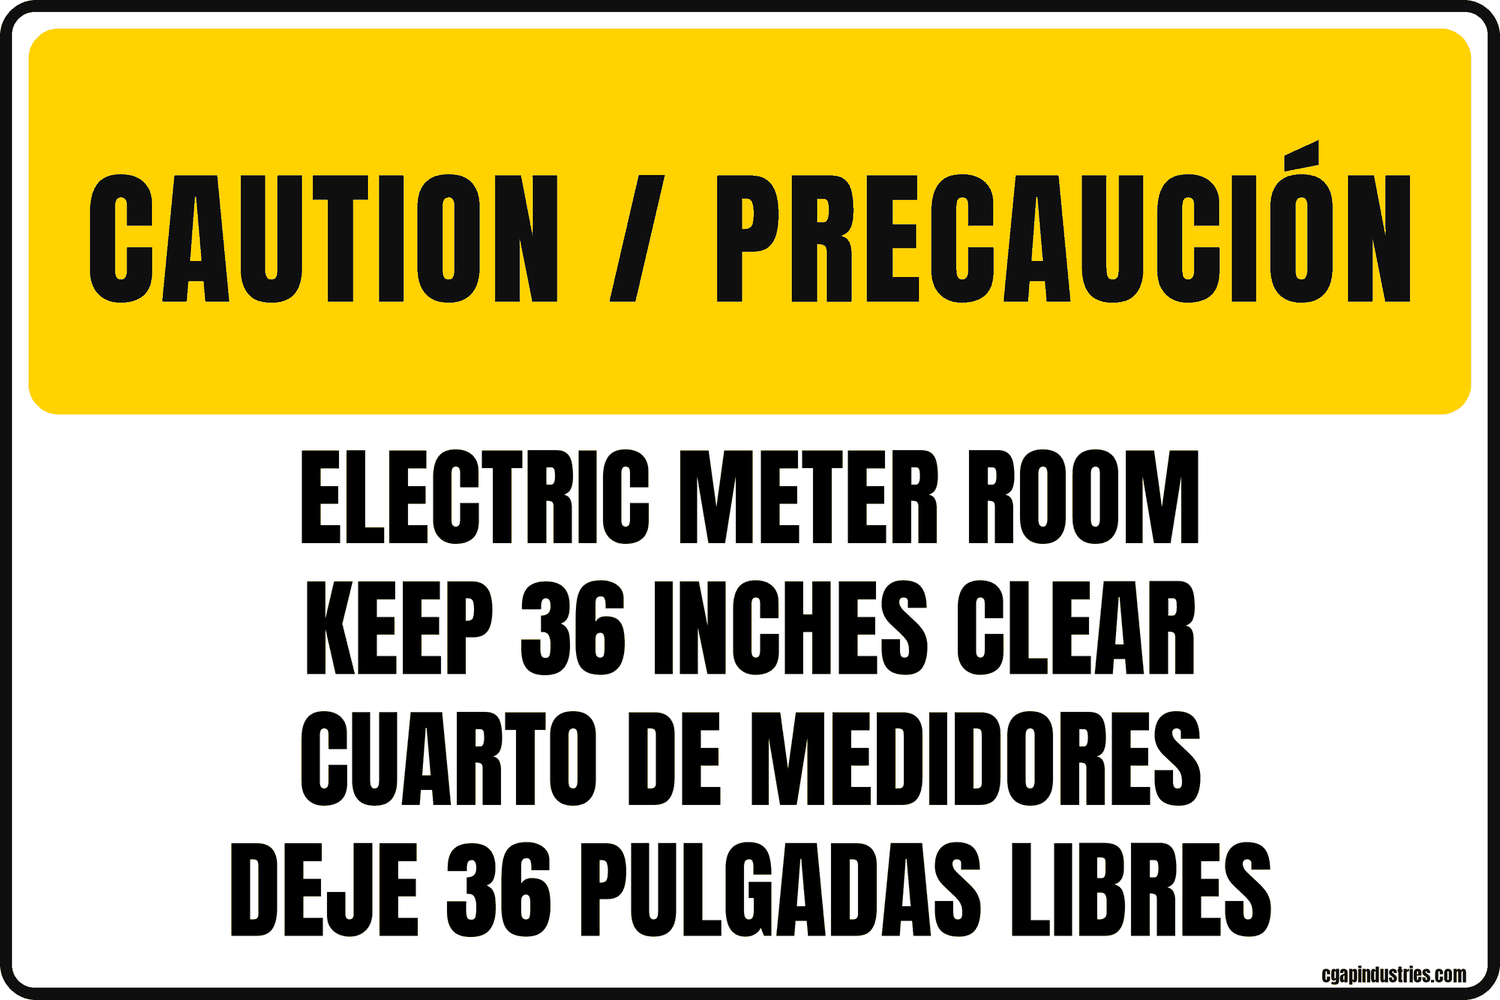 CAUTION / PRECAUCIÓN
ELECTRIC METER ROOM
KEEP 36 INCHES CLEAR
CUARTO DE MEDIDORES
DEJE 36 PULGADAS LIBRES
cgapindustries.com